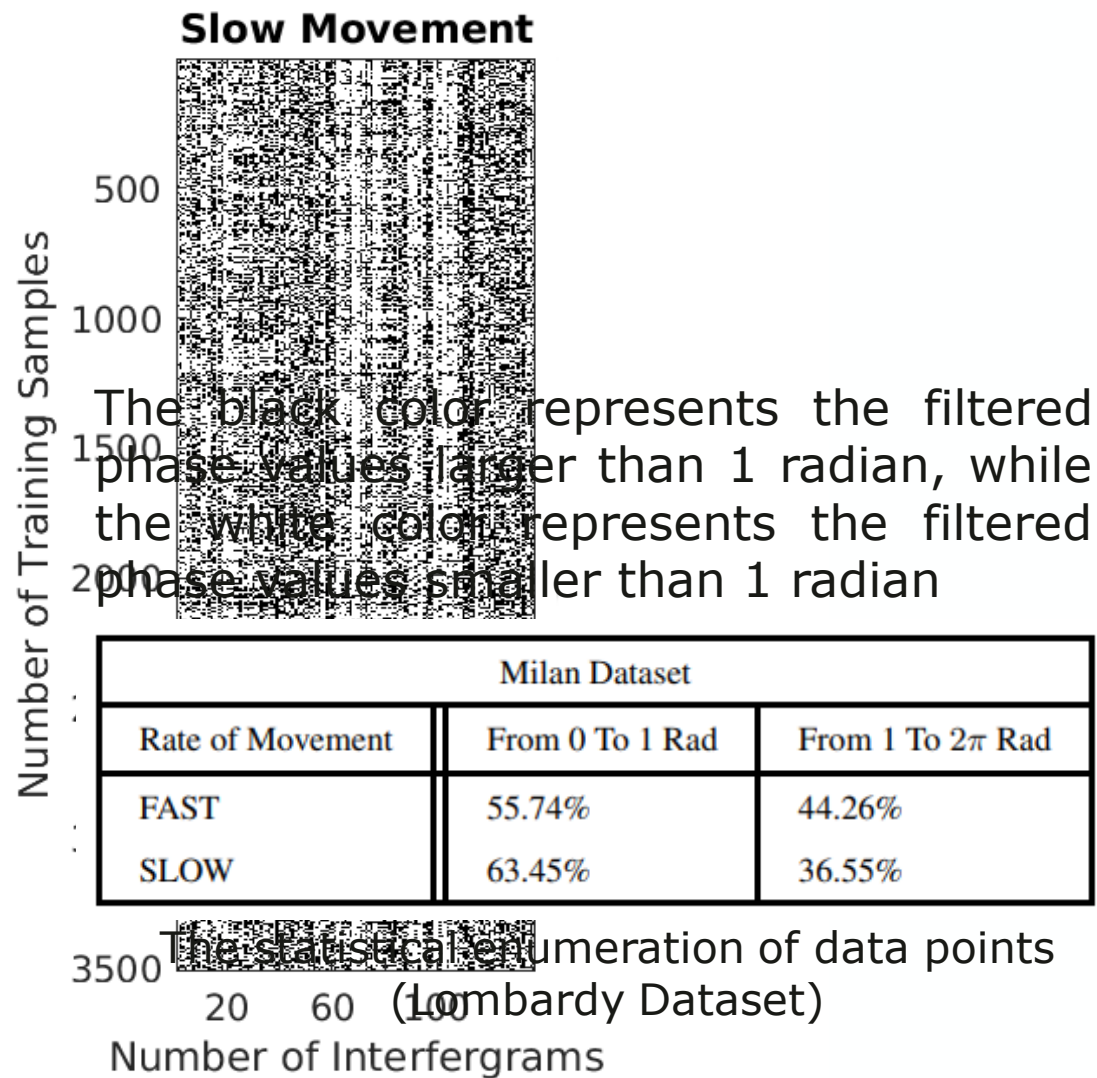 Slow Movement
500
1000
1500
2000
3500
Number of Training Samples
The black color represents the filtered
phase values larger than 1 radian, while
the white color represents the filtered
phase values smaller than 1 radian
Milan Dataset
Rate of Movement From 0 To 1 Rad From 1 To 2π Rad
FAST 55.74% 44.26%
SLOW 63.45% 36.55%
The statistical enumeration of data points
(Lombardy Dataset)
20 60 100
Number of Interfergrams